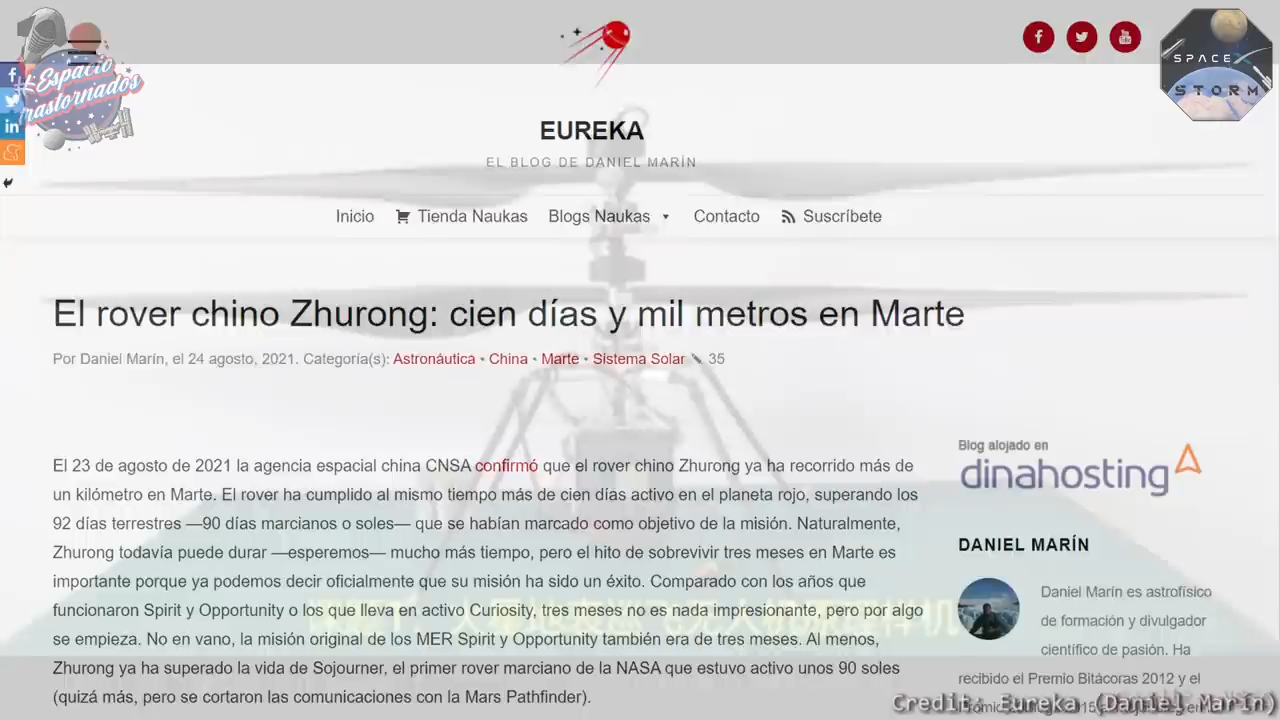 Espacio
Trastornados
SPACE X
STORM
EUREKA
EL BLOG DE DANIEL MARÍN
Inicio
Tienda Naukas
Blogs Naukas
Contacto
Suscríbete
El rover chino Zhurong: cien días y mil metros en Marte
Por Daniel Marín, el 24 agosto, 2021. Categoría(s): Astronáutica • China • Marte • Sistema Solar 35
El 23 de agosto de 2021 la agencia espacial china CNSA confirmó que el rover chino Zhurong ya ha recorrido más de
un kilómetro en Marte. El rover ha cumplido al mismo tiempo más de cien días activo en el planeta rojo, superando los
92 días terrestres —90 días marcianos o soles— que se habían marcado como objetivo de la misión. Naturalmente,
Zhurong todavía puede durar —esperemos— mucho más tiempo, pero el hito de sobrevivir tres meses en Marte es
importante porque ya podemos decir oficialmente que su misión ha sido un éxito. Comparado con los años que
funcionaron Spirit y Opportunity o los que lleva en activo Curiosity, tres meses no es nada impresionante, pero por algo
se empieza. No en vano, la misión original de los MER Spirit y Opportunity también era de tres meses. Al menos,
Zhurong ya ha superado la vida de Sojourner, el primer rover marciano de la NASA que estuvo activo unos 90 soles
(quizá más, pero se cortaron las comunicaciones con la Mars Pathfinder).
Blog alojado en
dinahosting
DANIEL MARÍN
Daniel Marín es astrofísico
de formación y divulgador
científico de pasión. Ha
recibido el Premio Bitácoras 2012 y el
Credit: Eureka (Daniel Marín)